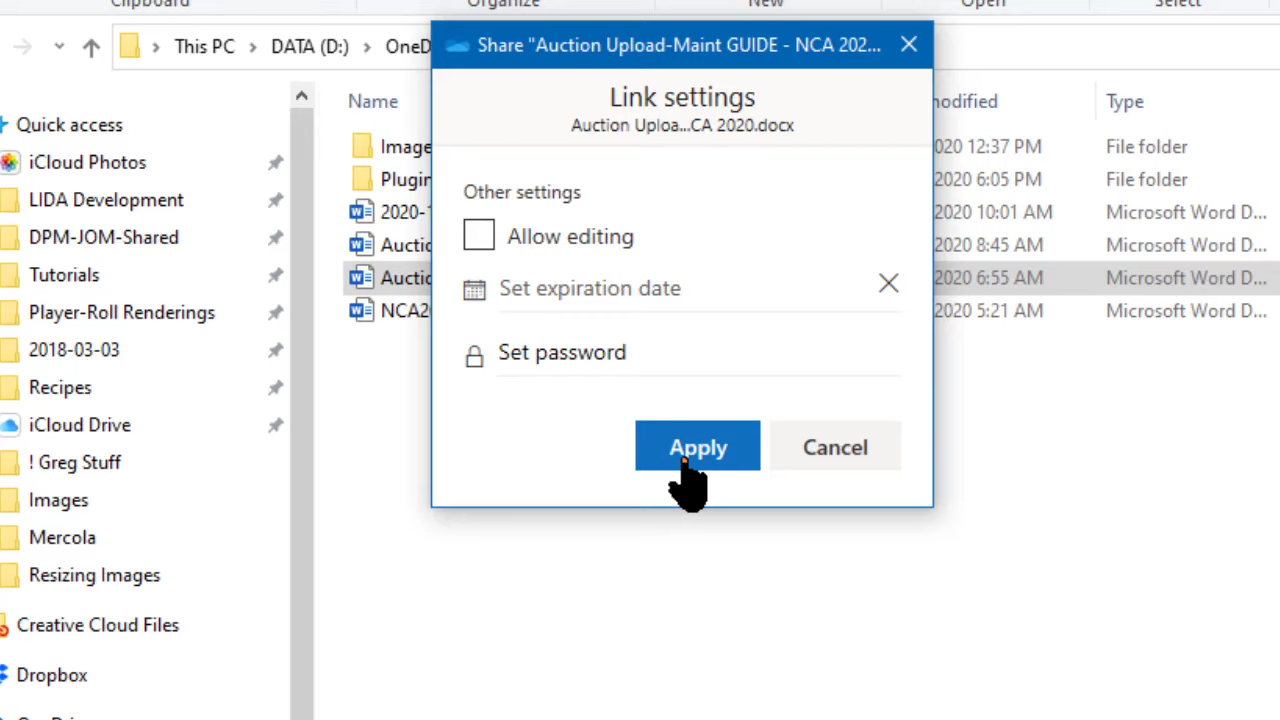 Clipboard
Organize
New
Open
Select
This PC
DATA (D:)
OneD
Share "Auction Upload-Maint GUIDE - NCA 202...
Link settings
Auction Uploa...CA 2020.docx
Other settings
Allow editing
Set expiration date
Set password
Apply
Cancel
Name
modified
Type
Image
2020 12:37 PM
File folder
Plugin
2020 6:05 PM
File folder
2020-1
2020 10:01 AM
Microsoft Word D...
Auctio
2020 8:45 AM
Microsoft Word D...
Auctio
2020 6:55 AM
Microsoft Word D...
NCA20
2020 5:21 AM
Microsoft Word D...
Quick access
iCloud Photos
LIDA Development
DPM-JOM-Shared
Tutorials
Player-Roll Renderings
2018-03-03
Recipes
iCloud Drive
! Greg Stuff
Images
Mercola
Resizing Images
Creative Cloud Files
Dropbox